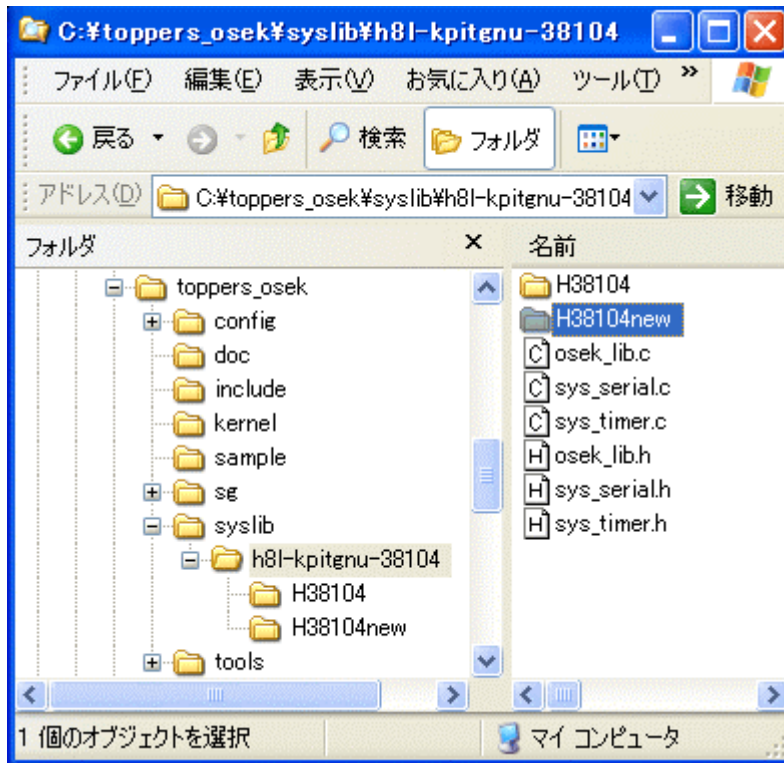 C:¥toppers_osek¥syslib¥h8l-kpitgnu-38104
ファイル(F) 編集(E) 表示(V) お気に入り(A) ツール(T) »
戻る 検索 フォルダ
アドレス(D) C:¥toppers_osek¥syslib¥h8l-kpitgnu-38104 移動
フォルダ
toppers_osek
config
doc
include
kernel
sample
sg
syslib
h8l-kpitgnu-38104
H38104
H38104new
tools
名前
H38104
H38104new
osek_lib.c
sys_serial.c
sys_timer.c
osek_lib.h
sys_serial.h
sys_timer.h
1 個のオブジェクトを選択 マイ コンピュータ